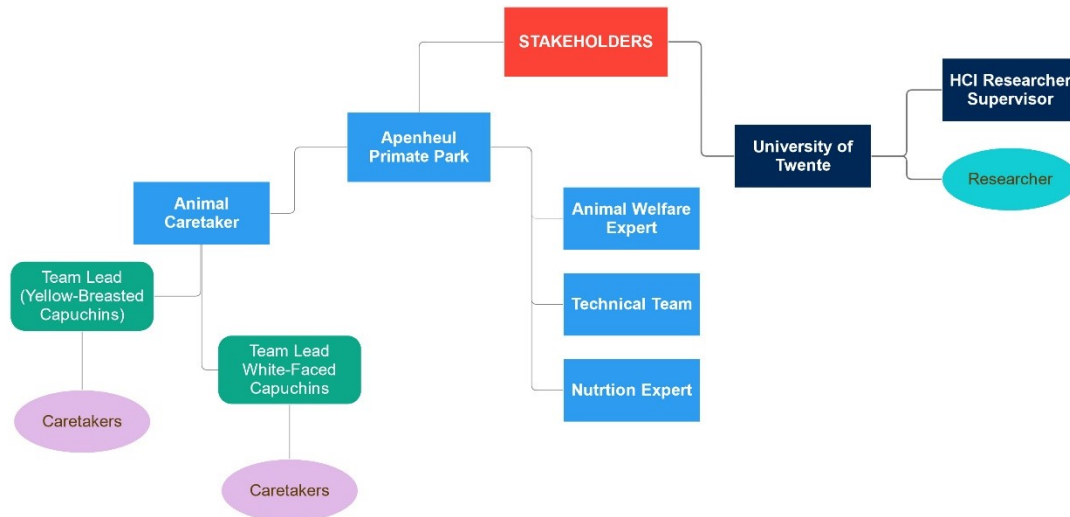 STAKEHOLDERS
Apenheul
Primate Park
University of
Twente
HCI Researcher
Supervisor
Researcher
Animal
Caretaker
Animal Welfare
Expert
Technical Team
Nutrtion Expert
Team Lead
(Yellow-Breasted
Capuchins)
Team Lead
White-Faced
Capuchins
Caretakers
Caretakers